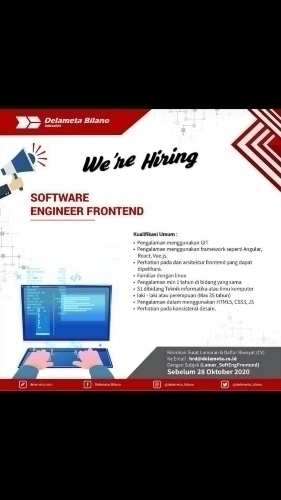 Delameta Bilano
We're Hiring
SOFTWARE
ENGINEER FRONTEND
Kualifikasi Umum :
• Pengalaman menggunakan GIT
• Pengalaman menggunakan framework seperti Angular,
React, Vue.js.
• Perhatian pada dan arsitektur frontend yang dapat
dipelihara.
• Familiar dengan linux
• Pengalaman min 1 tahun di bidang yang sama
• S1 dibidang Teknik informatika atau ilmu komputer
• laki - laki atau perempuan (Max 35 tahun)
• Pengalaman dalam menggunakan HTML5, CSS3, JS
• Perhatian pada konsistensi desain.
Kirimkan Surat Lamaran & Daftar Riwayat (CV)
Ke Email : hrd@delameta.co.id
Dengan Subjek (Lamar_SoftEngFrontend)
Sebelum 28 Oktober 2020
delameta.com
Delameta Bilano
@delameta_bilano
@delameta_bilano